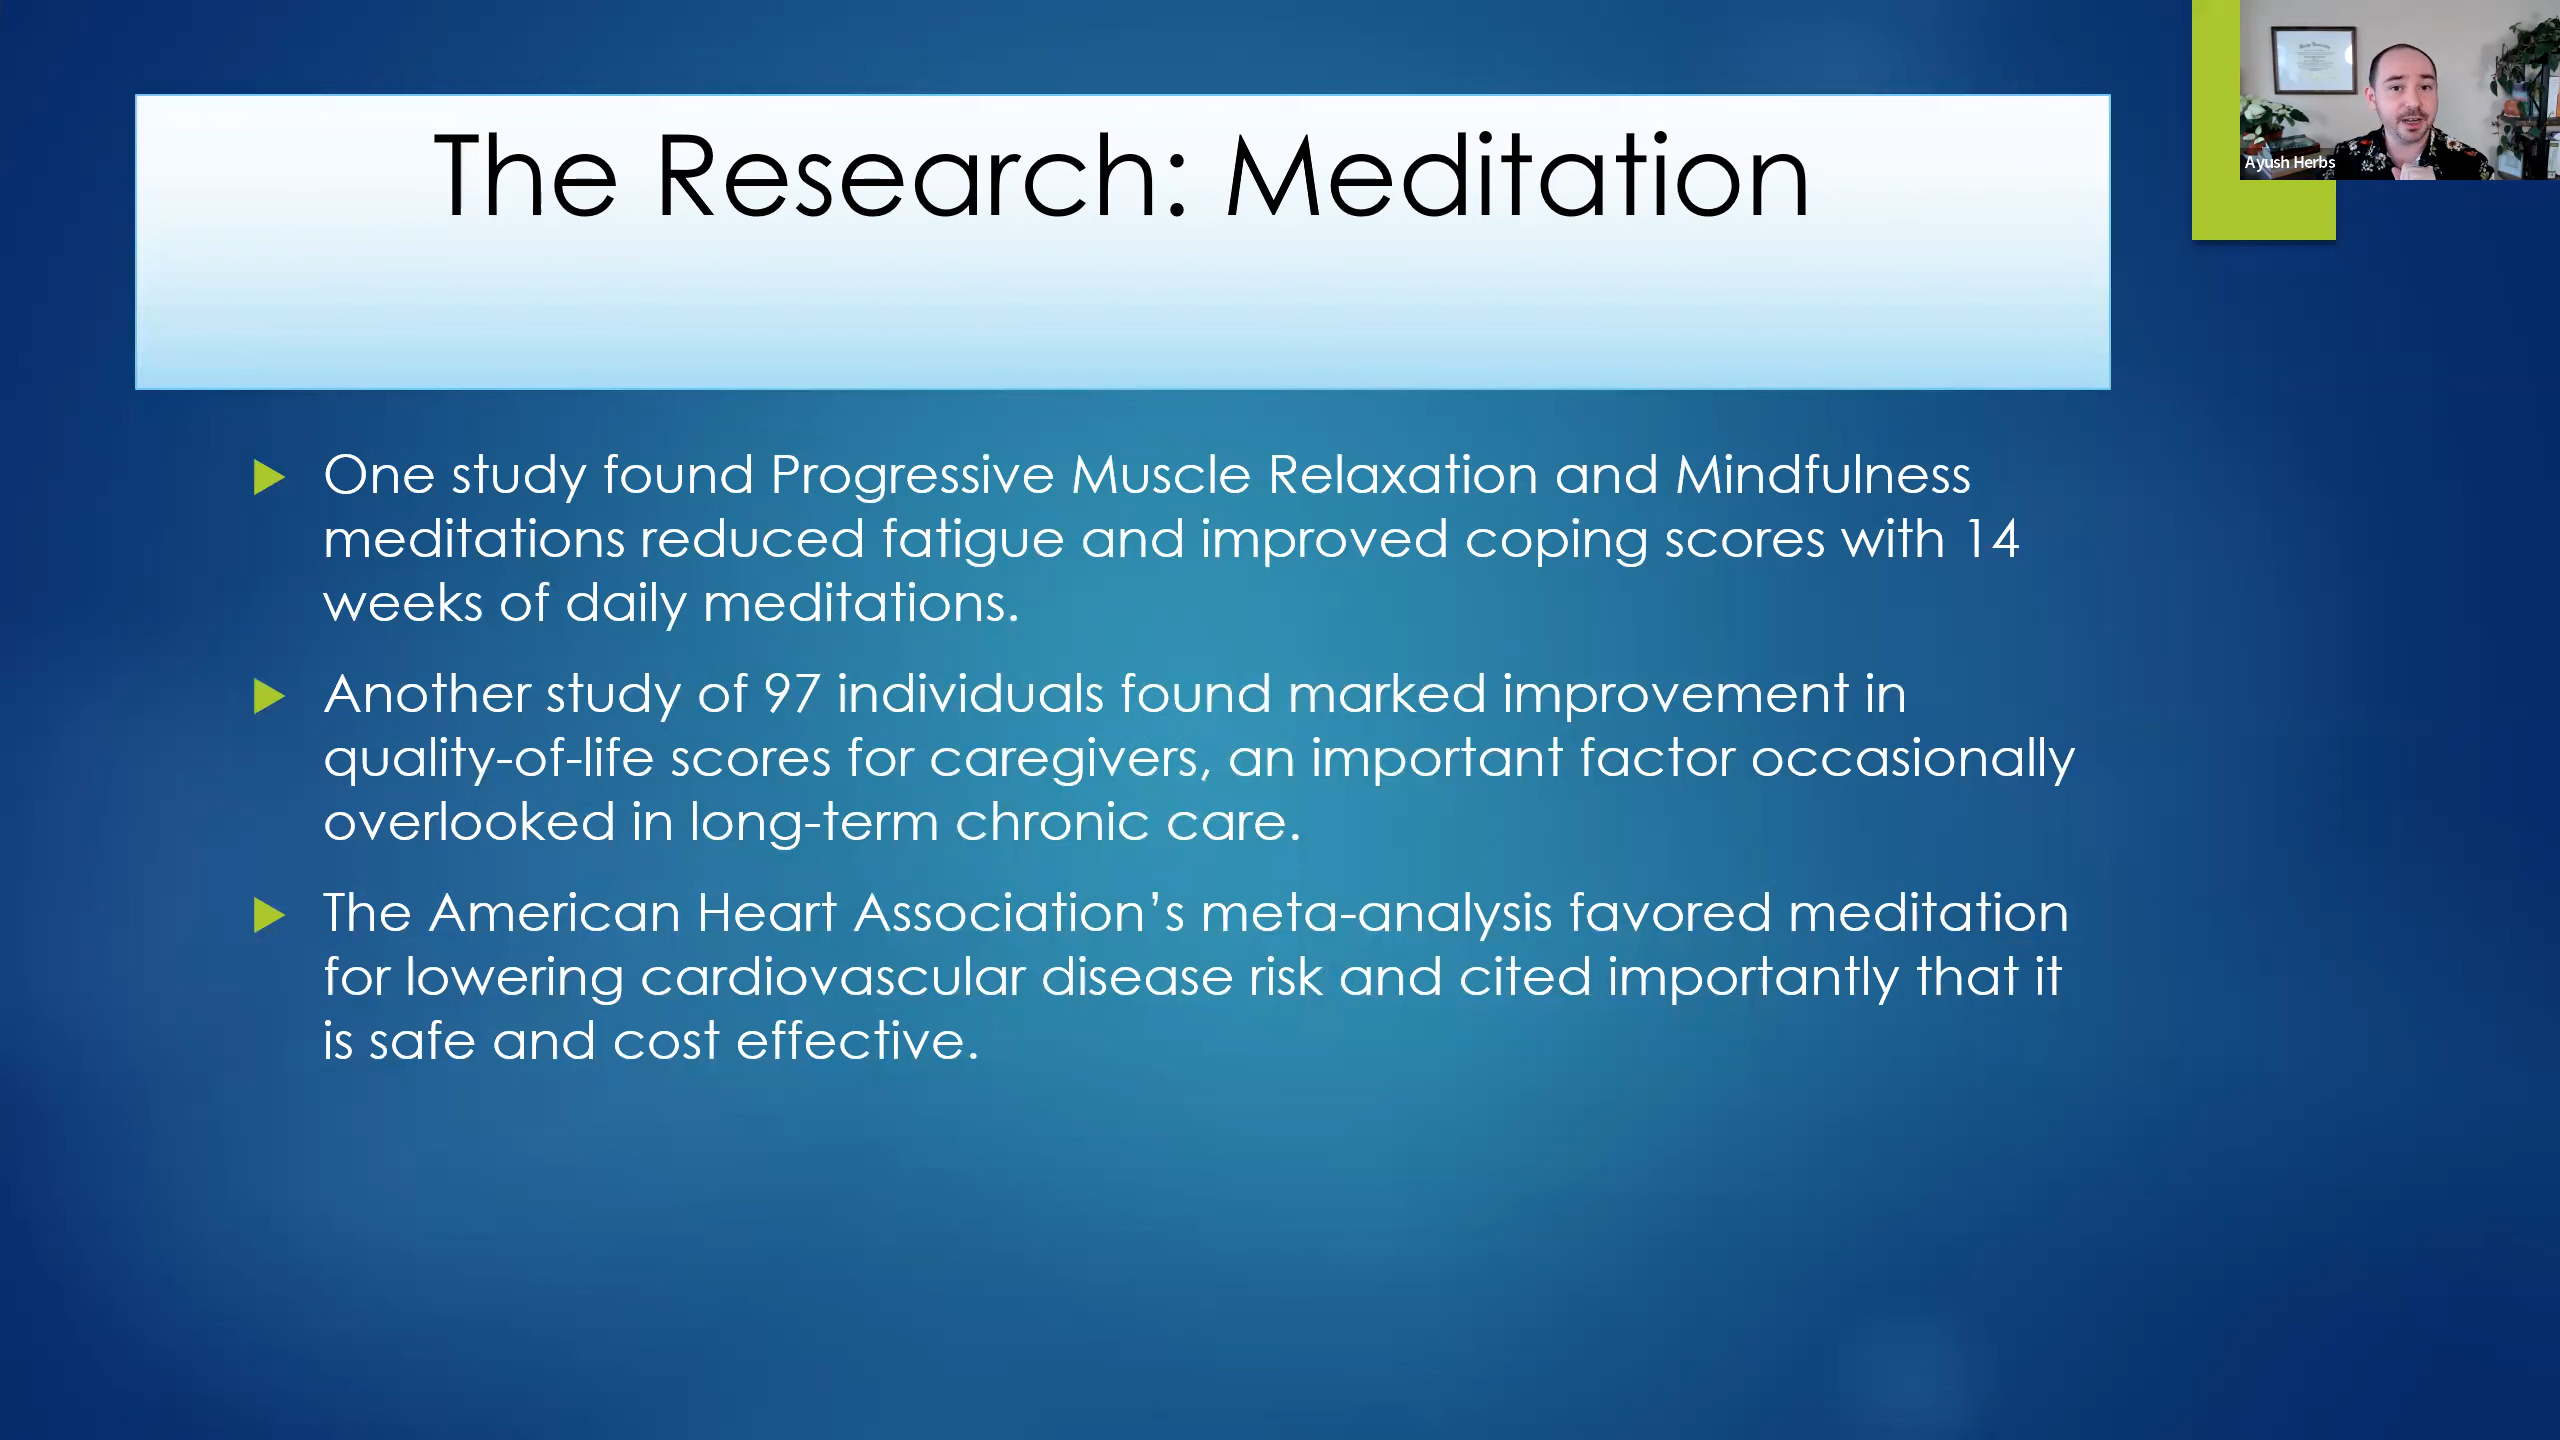 The Research: Meditation
Ayush Herbs
One study found Progressive Muscle Relaxation and Mindfulness
meditations reduced fatigue and improved coping scores with 14
weeks of daily meditations.
Another study of 97 individuals found marked improvement in
quality-of-life scores for caregivers, an important factor occasionally
overlooked in long-term chronic care.
The American Heart Association’s meta-analysis favored meditation
for lowering cardiovascular disease risk and cited importantly that it
is safe and cost effective.